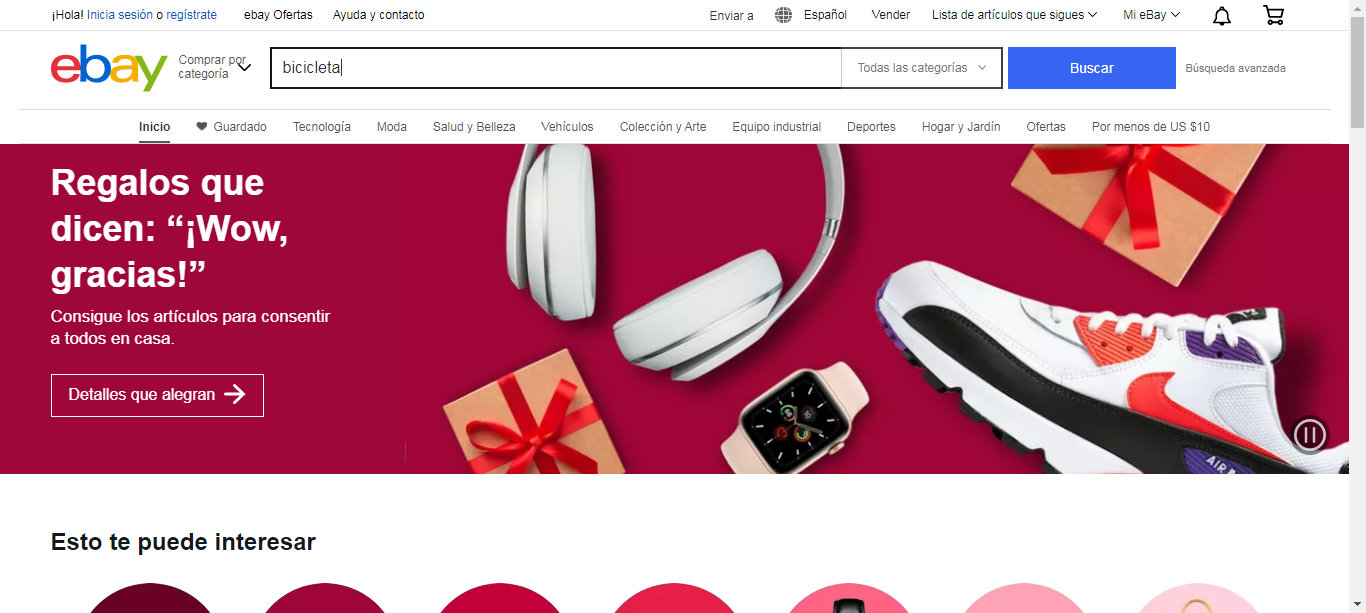 ¡Hola! Inicia sesión o regístrate ebay Ofertas Ayuda y contacto Enviar a Español Vender Lista de artículos que sigues Mi eBay
ebay Comprar por categoría bicicleta Todas las categorías Buscar Búsqueda avanzada
Inicio Guardado Tecnología Moda Salud y Belleza Vehículos Colección y Arte Equipo industrial Deportes Hogar y Jardín Ofertas Por menos de US $10
Regalos que
dicen: “¡Wow,
gracias!”
Consigue los artículos para consentir
a todos en casa.
Detalles que alegran
AIR
Esto te puede interesar